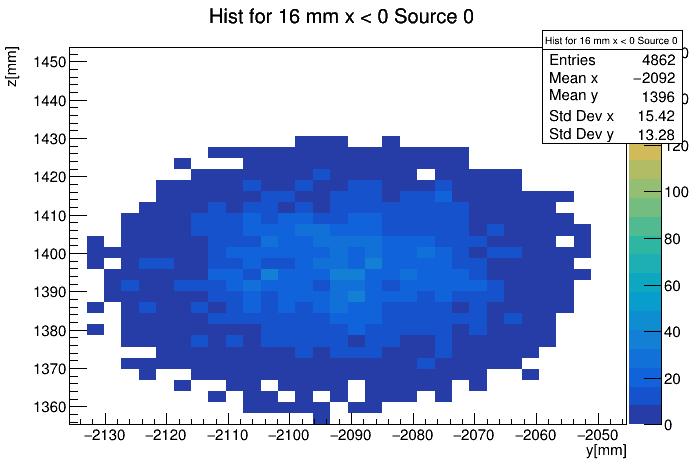 Hist for 16 mm x < 0 Source 0
Hist for 16 mm x < 0 Source 0
Entries 4862
Mean x −2092
Mean y 1396
Std Dev x 15.42
Std Dev y 13.28
z[mm]
1450
1440
1430
1420
1410
1400
1390
1380
1370
1360
−2130 −2120 −2110 −2100 −2090 −2080 −2070 −2060 −2050
y[mm]
120
100
80
60
40
20
0